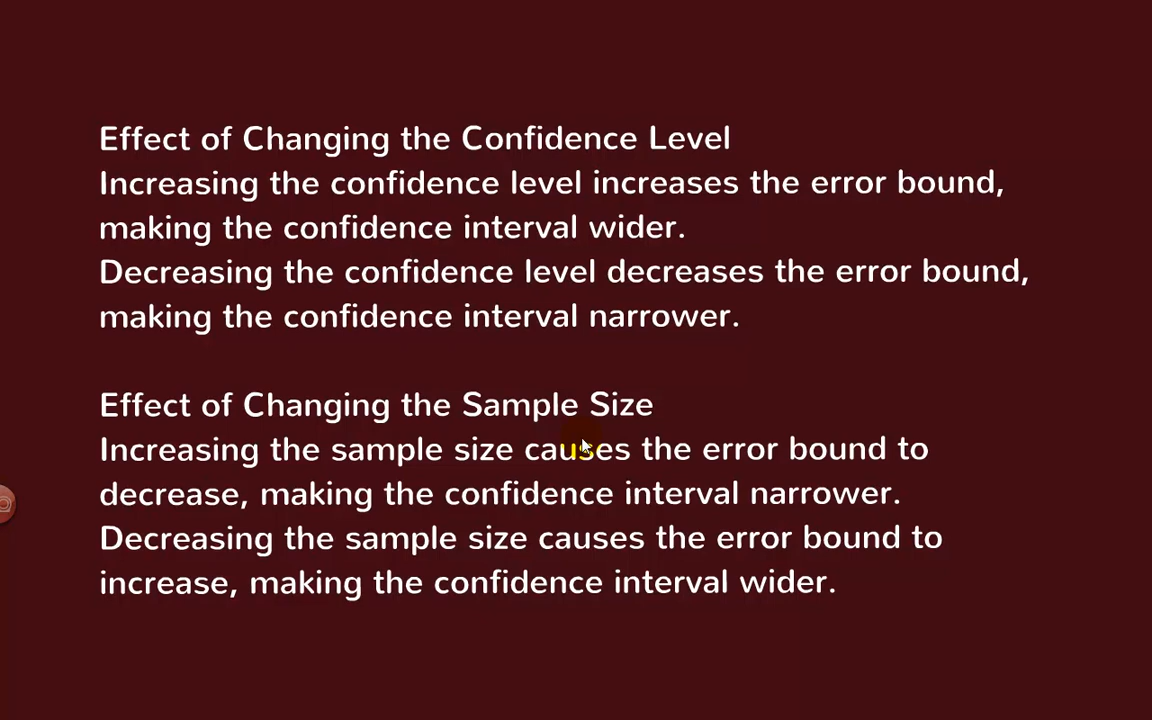 Effect of Changing the Confidence Level
Increasing the confidence level increases the error bound,
making the confidence interval wider.
Decreasing the confidence level decreases the error bound,
making the confidence interval narrower.
Effect of Changing the Sample Size
Increasing the sample size causes the error bound to
decrease, making the confidence interval narrower.
Decreasing the sample size causes the error bound to
increase, making the confidence interval wider.